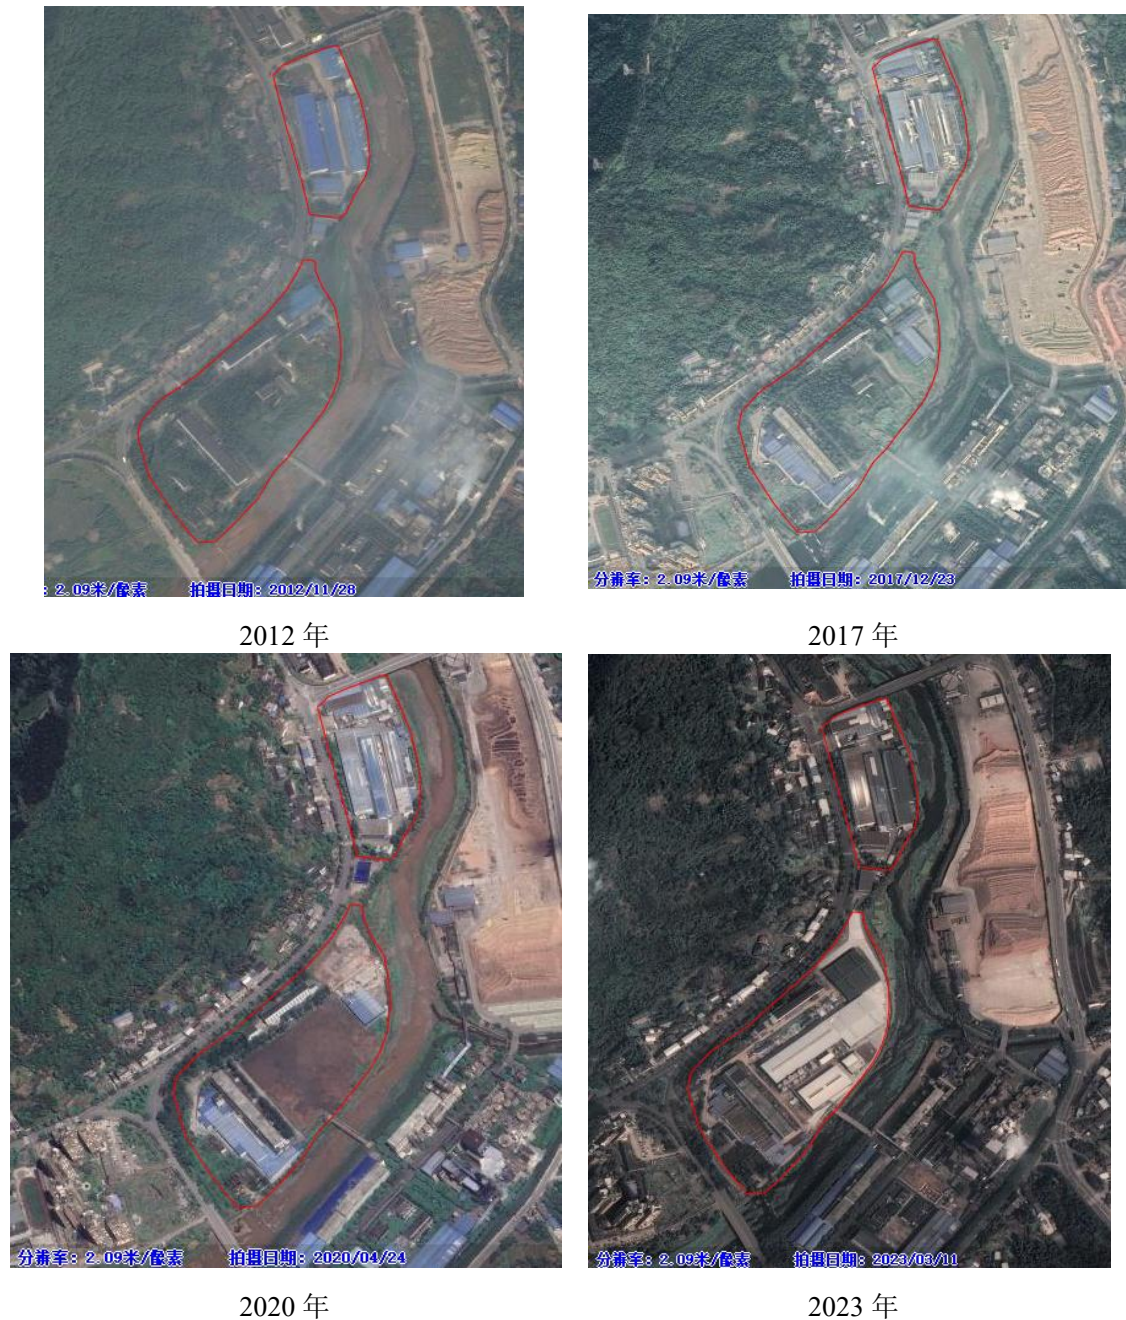 : 2.09米/像素 拍摄日期: 2012/11/28
分辨率: 2.09米/像素 拍摄日期: 2017/12/23
2012 年
2017 年
分辨率: 2.09米/像素 拍摄日期: 2020/04/24
分辨率: 2.09米/像素 拍摄日期: 2023/03/11
2020 年
2023 年